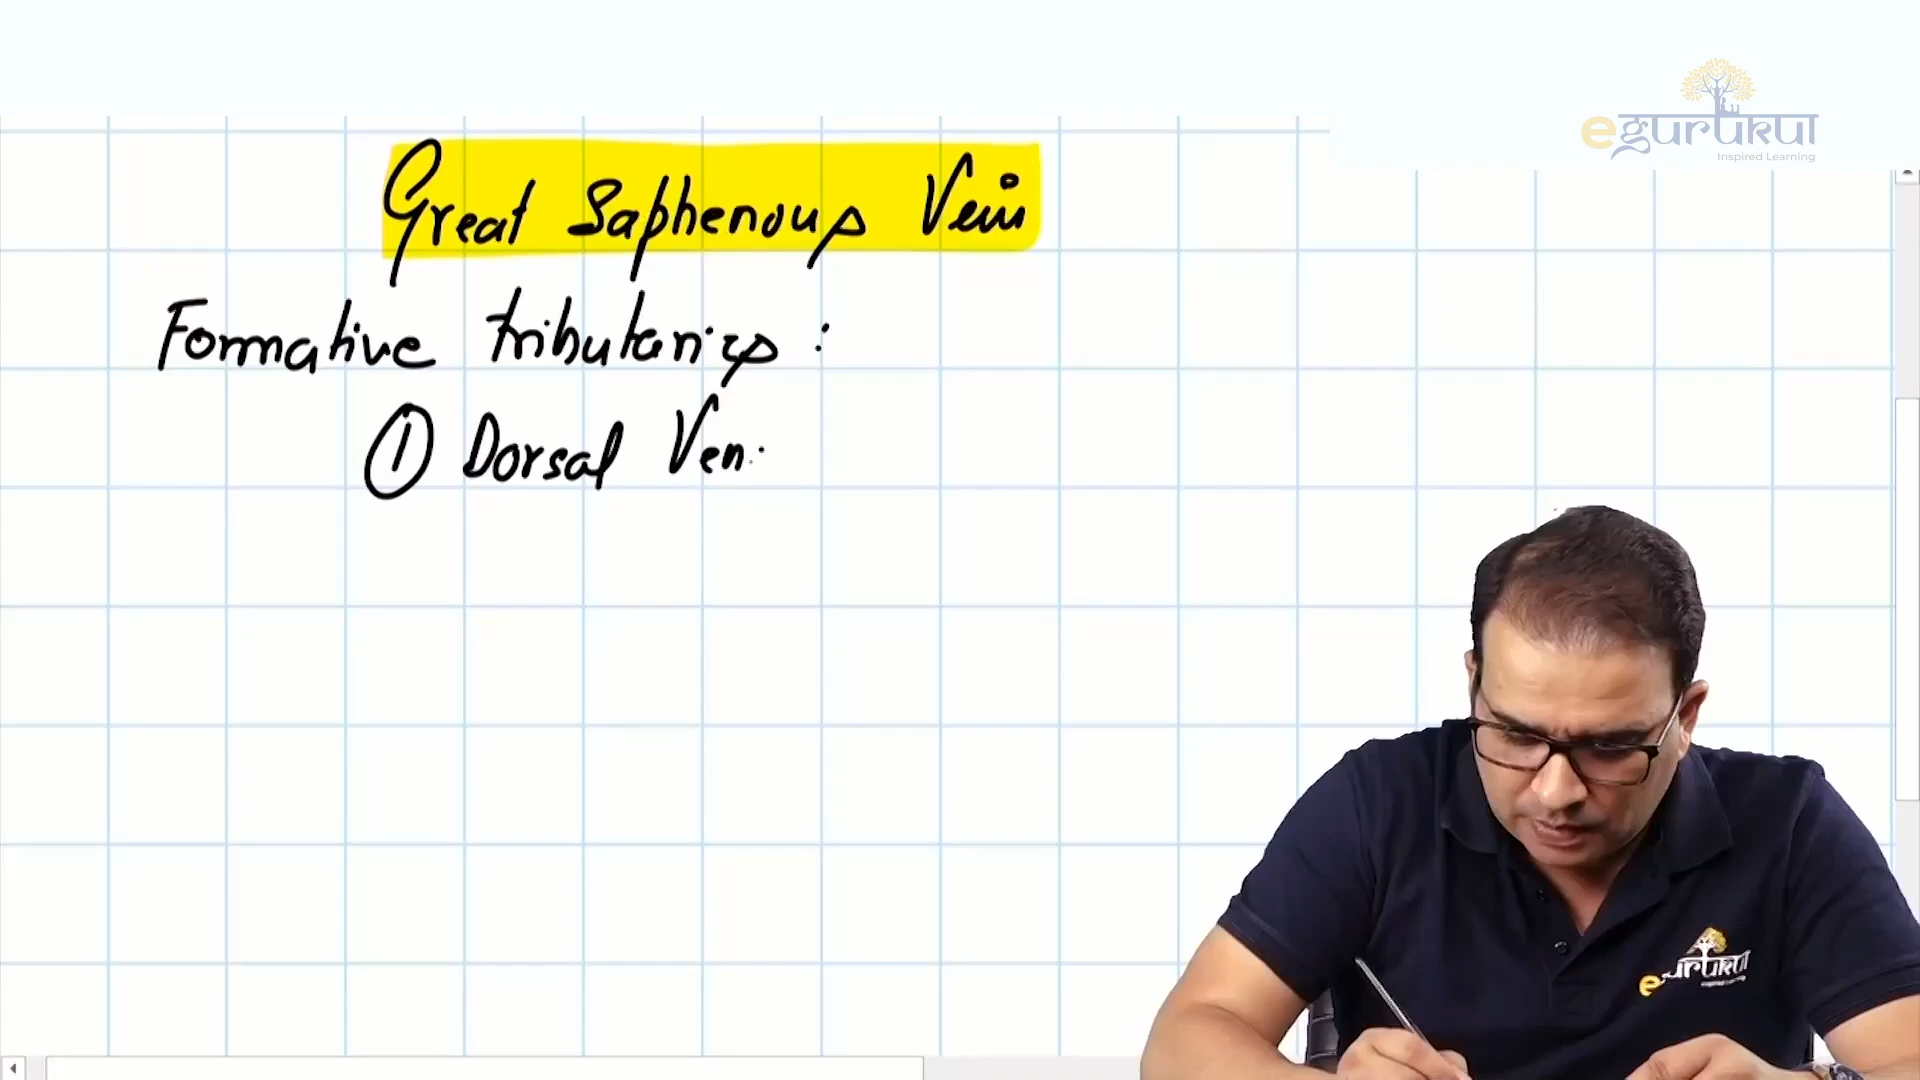 egurukul
Inspired Learning
Great Saphenous Vein
Formative tributaries :
① Dorsal Ven
egurukul